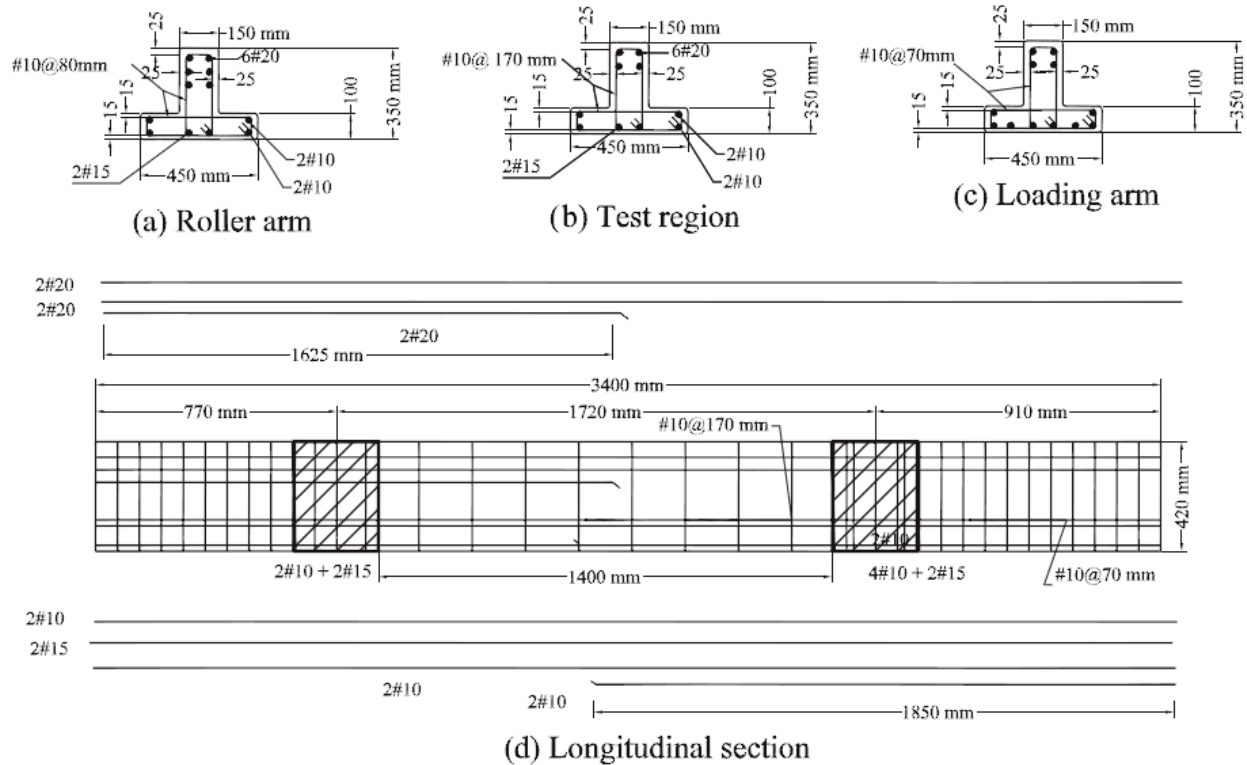 25
150 mm
6#20
#10@80mm
25
25
15
15
100
350 mm
2#10
2#15
450 mm
2#10
(a) Roller arm
25
150 mm
6#20
#10@ 170 mm
25
25
15
15
100
350 mm
450 mm
2#10
2#15
2#10
(b) Test region
25
150 mm
#10@70mm
25
25
15
15
100
350 mm
450 mm
(c) Loading arm
2#20
2#20
2#20
1625 mm
3400 mm
770 mm
1720 mm
910 mm
#10@170 mm
420 mm
2#10
2#10 + 2#15
1400 mm
4#10 + 2#15
#10@70 mm
2#10
2#15
2#10
2#10
1850 mm
(d) Longitudinal section